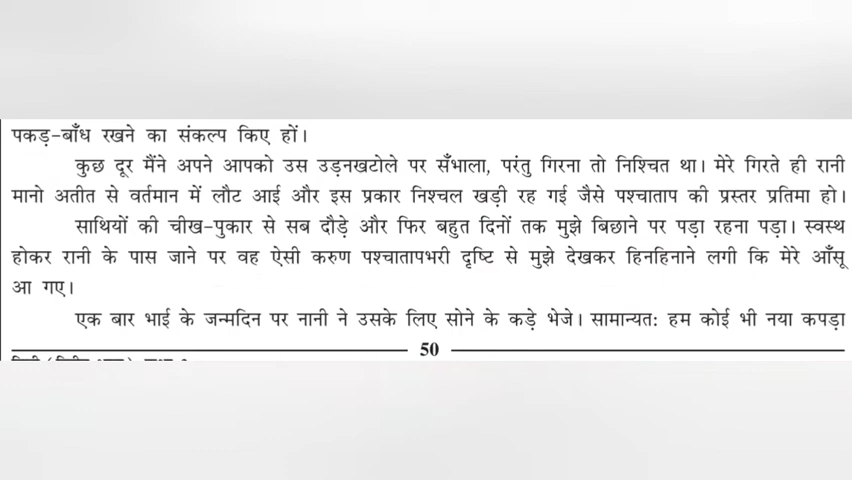 पकड़-बाँध रखने का संकल्प किए हों।
कुछ दूर मैंने अपने आपको उस उड़नखटोले पर सँभाला, परंतु गिरना तो निश्चित था। मेरे गिरते ही रानी
मानो अतीत से वर्तमान में लौट आई और इस प्रकार निश्चल खड़ी रह गई जैसे पश्चाताप की प्रस्तर प्रतिमा हो।
साथियों की चीख-पुकार से सब दौड़े और फिर बहुत दिनों तक मुझे बिछाने पर पड़ा रहना पड़ा। स्वस्थ
होकर रानी के पास जाने पर वह ऐसी करुण पश्चातापभरी दृष्टि से मुझे देखकर हिनहिनाने लगी कि मेरे आँसू
आ गए।
एक बार भाई के जन्मदिन पर नानी ने उसके लिए सोने के कड़े भेजे। सामान्यत: हम कोई भी नया कपड़ा
50